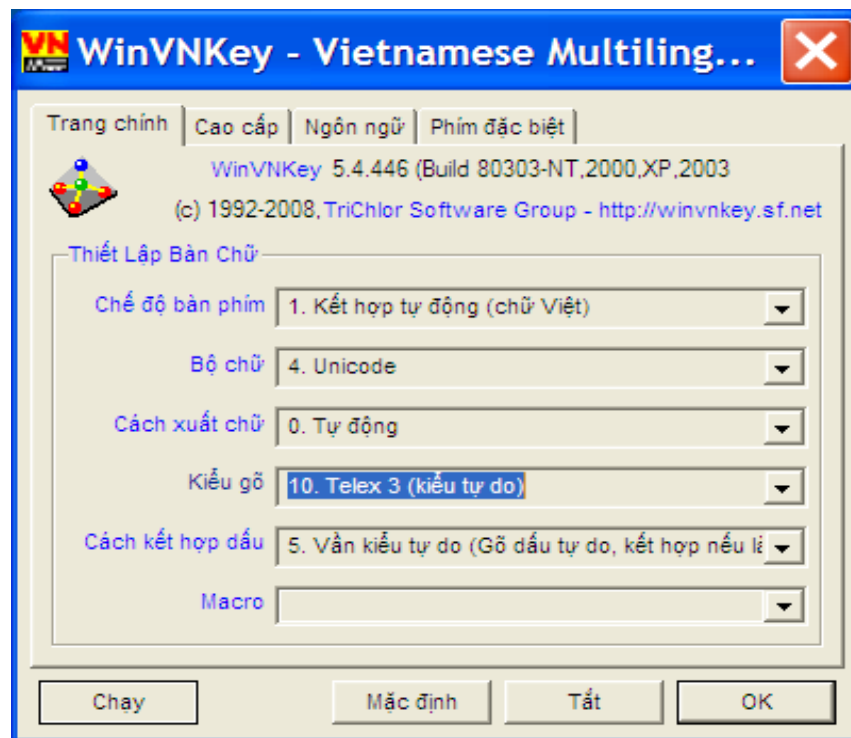 WinVNKey - Vietnamese Multiling...
Trang chính Cao cấp Ngôn ngữ Phím đặc biệt
WinVNKey 5.4.446 (Build 80303-NT,2000,XP,2003
(c) 1992-2008, TriChlor Software Group - http://winvnkey.sf.net
Thiết Lập Bàn Chữ
Chế độ bàn phím 1. Kết hợp tự động (chữ Việt)
Bộ chữ 4. Unicode
Cách xuất chữ 0. Tự động
Kiểu gõ 10. Telex 3 (kiểu tự do)
Cách kết hợp dấu 5. Vần kiểu tự do (Gõ dấu tự do, kết hợp nếu
Macro
Chạy Mặc định Tắt OK